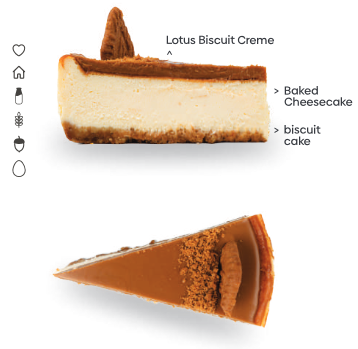 Lotus Biscuit Creme
^
> Baked
Cheesecake
> biscuit
cake